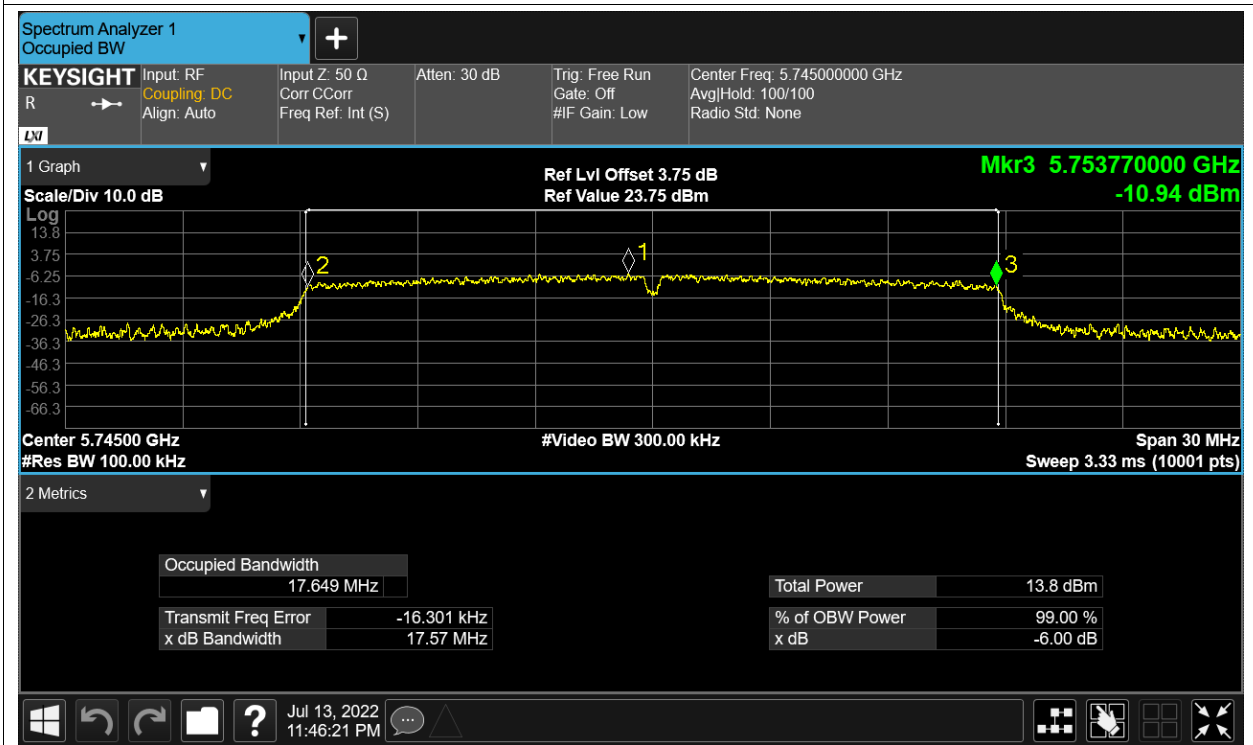 Spectrum Analyzer 1
Occupied BW
KEYSIGHT
R
LXI
Input: RF
Coupling: DC
Align: Auto
Input Z: 50 Ω
Corr CCorr
Freq Ref: Int (S)
Atten: 30 dB
Trig: Free Run
Gate: Off
#IF Gain: Low
Center Freq: 5.745000000 GHz
Avg|Hold: 100/100
Radio Std: None
1 Graph
Scale/Div 10.0 dB
Ref Lvl Offset 3.75 dB
Ref Value 23.75 dBm
Mkr3 5.753770000 GHz
-10.94 dBm
Log
13.8
3.75
-6.25
-16.3
-26.3
-36.3
-46.3
-56.3
-66.3
2
1
3
Center 5.74500 GHz
#Res BW 100.00 kHz
#Video BW 300.00 kHz
Span 30 MHz
Sweep 3.33 ms (10001 pts)
2 Metrics
Occupied Bandwidth
17.649 MHz
Transmit Freq Error -16.301 kHz
x dB Bandwidth 17.57 MHz
Total Power 13.8 dBm
% of OBW Power 99.00 %
x dB -6.00 dB
?
Jul 13, 2022
11:46:21 PM